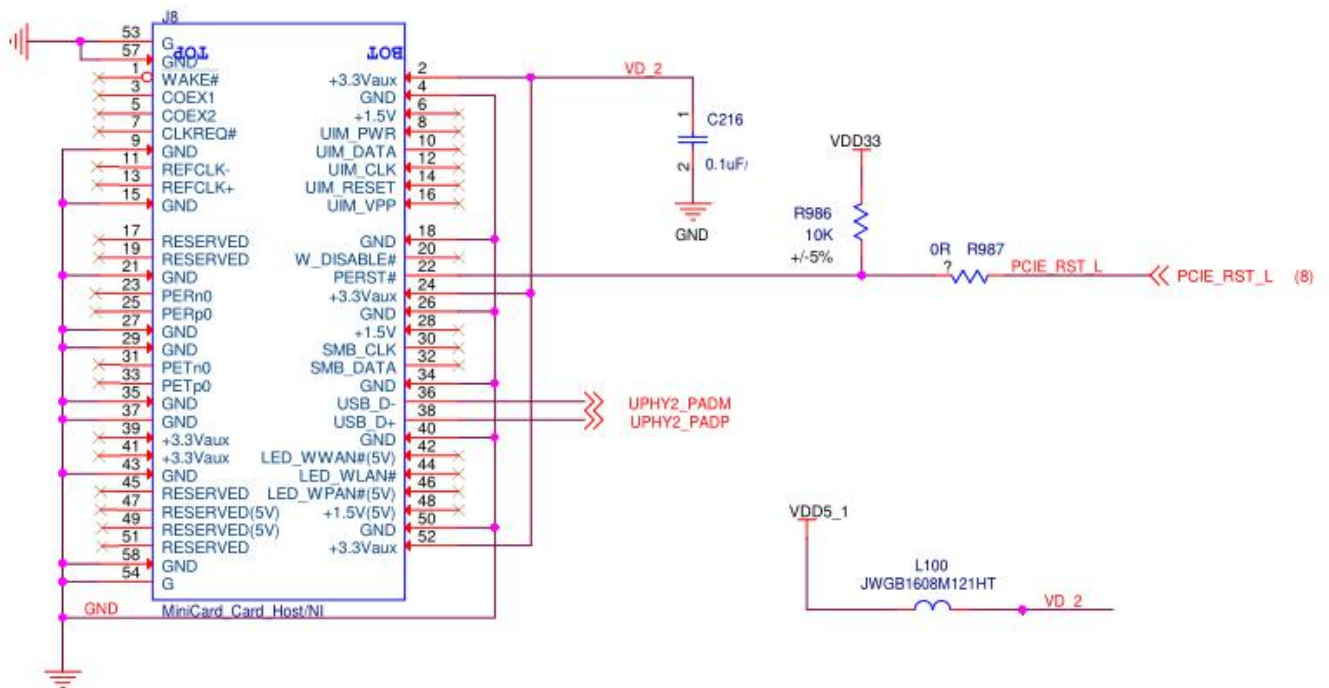 J8
53
G
57
GND
TOP
BOT
1
WAKE#
3
COEX1
5
COEX2
7
CLKREQ#
9
GND
11
REFCLK-
13
REFCLK+
15
GND
17
RESERVED
19
RESERVED
21
GND
23
PERn0
25
PERp0
27
GND
29
GND
31
PETn0
33
PETp0
35
GND
37
GND
39
+3.3Vaux
41
+3.3Vaux
43
GND
45
RESERVED
47
RESERVED(5V)
49
RESERVED(5V)
51
RESERVED
58
GND
54
G
GND
MiniCard_Card_Host/NI
+3.3Vaux
2
GND
4
+1.5V
6
UIM_PWR
8
UIM_DATA
10
UIM_CLK
12
UIM_RESET
14
UIM_VPP
16
GND
18
W_DISABLE#
20
PERST#
22
+3.3Vaux
24
GND
26
+1.5V
28
SMB_CLK
30
SMB_DATA
32
GND
34
USB_D-
36
USB_D+
38
GND
40
LED_WWAN#(5V)
42
LED_WLAN#
44
LED_WPAN#(5V)
46
+1.5V(5V)
48
GND
50
+3.3Vaux
52
VD_2
1
C216
2
0.1uF/
GND
VDD33
R986
10K
+/-5%
0R R987
?
PCIE_RST_L
PCIE_RST_L (8)
UPHY2_PADM
UPHY2_PADP
VDD5_1
L100
JWGB1608M121HT
VD_2